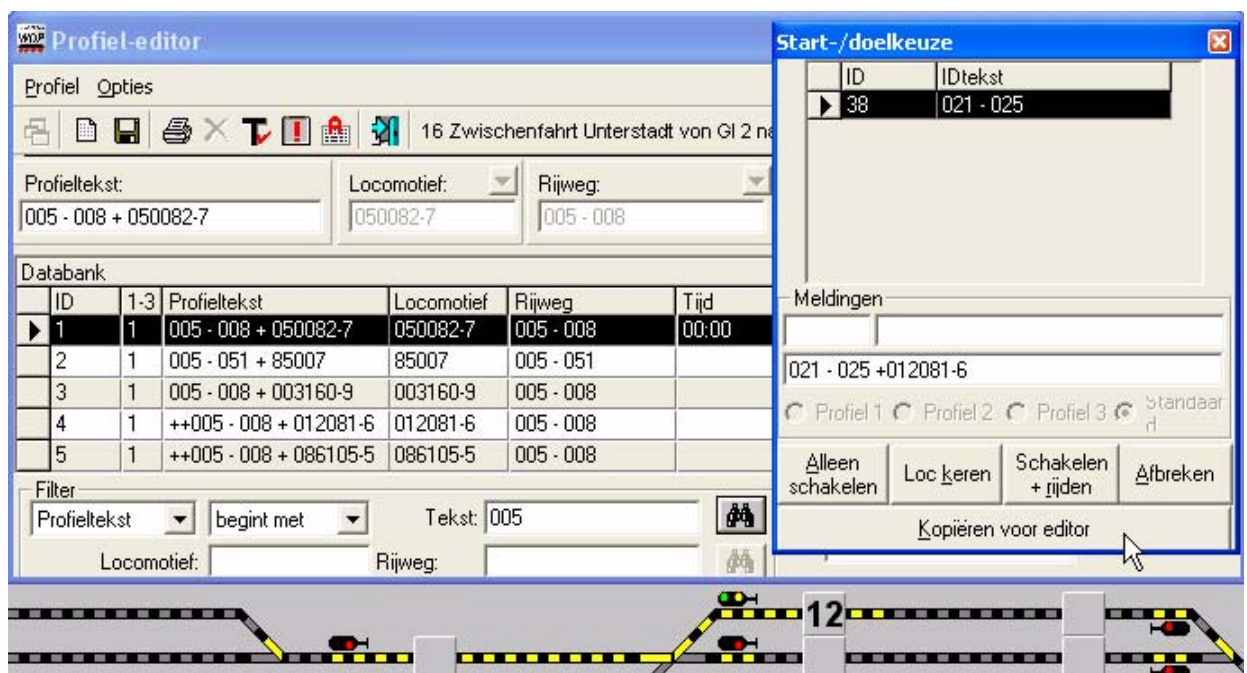 Profiel-editor
Profiel Opties
16 Zwischenfahrt Unterstadt von Gl 2 na
Profieltekst: Locomotief: Rijweg:
005 - 008 + 050082-7 050082-7 005 - 008
Databank
ID 1-3 Profieltekst Locomotief Rijweg Tijd
1 1 005 - 008 + 050082-7 050082-7 005 - 008 00:00
2 1 005 - 051 + 85007 85007 005 - 051
3 1 005 - 008 + 003160-9 003160-9 005 - 008
4 1 ++005 - 008 + 012081-6 012081-6 005 - 008
5 1 ++005 - 008 + 086105-5 086105-5 005 - 008
Filter
Profieltekst begint met Tekst: 005
Locomotief: Rijweg:
Start-/doelkeuze
ID IDtekst
38 021 - 025
Meldingen
021 - 025 +012081-6
Profiel 1 Profiel 2 Profiel 3 Standaar
d
Alleen
schakelen
Loc keren
Schakelen
+ rijden
Afbreken
Kopiëren voor editor
12